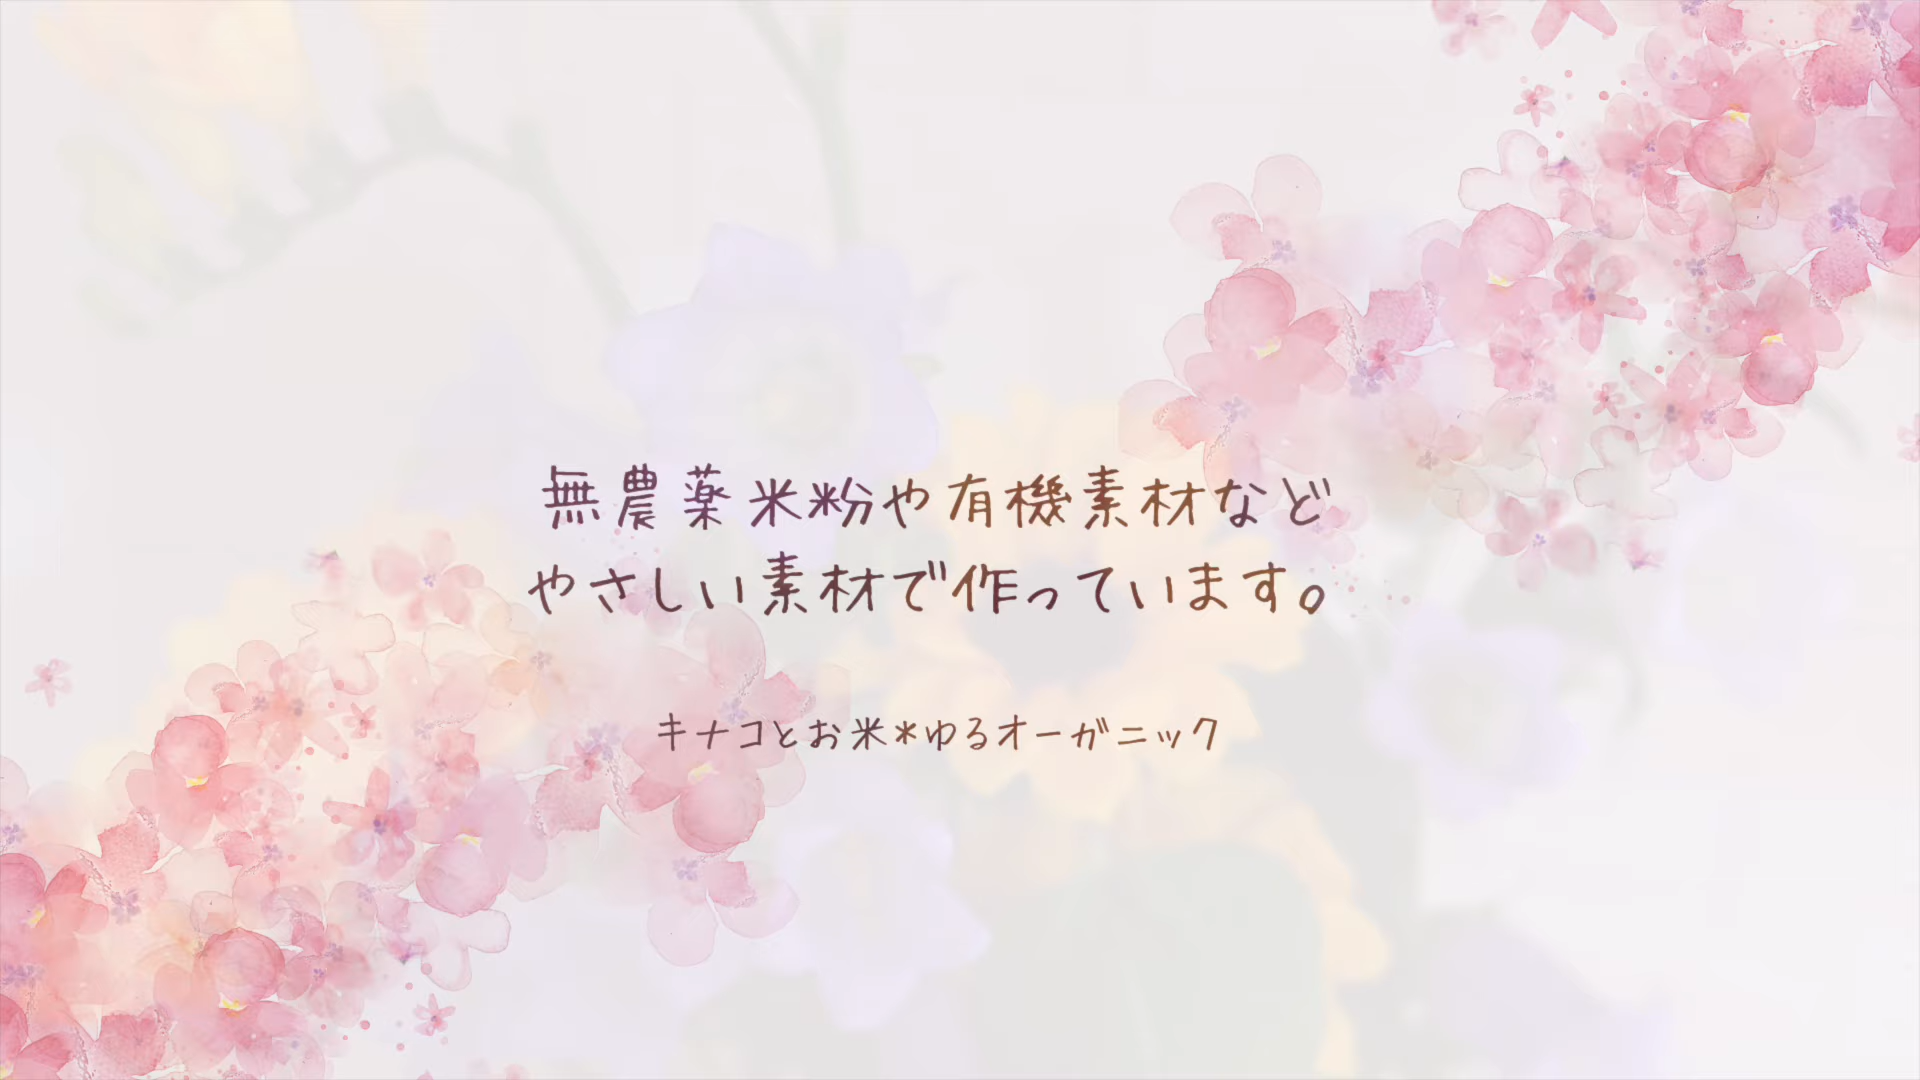 無農薬米粉や有機素材など
やさしい素材で作っています。
キナコとお米*ゆるオーガニック